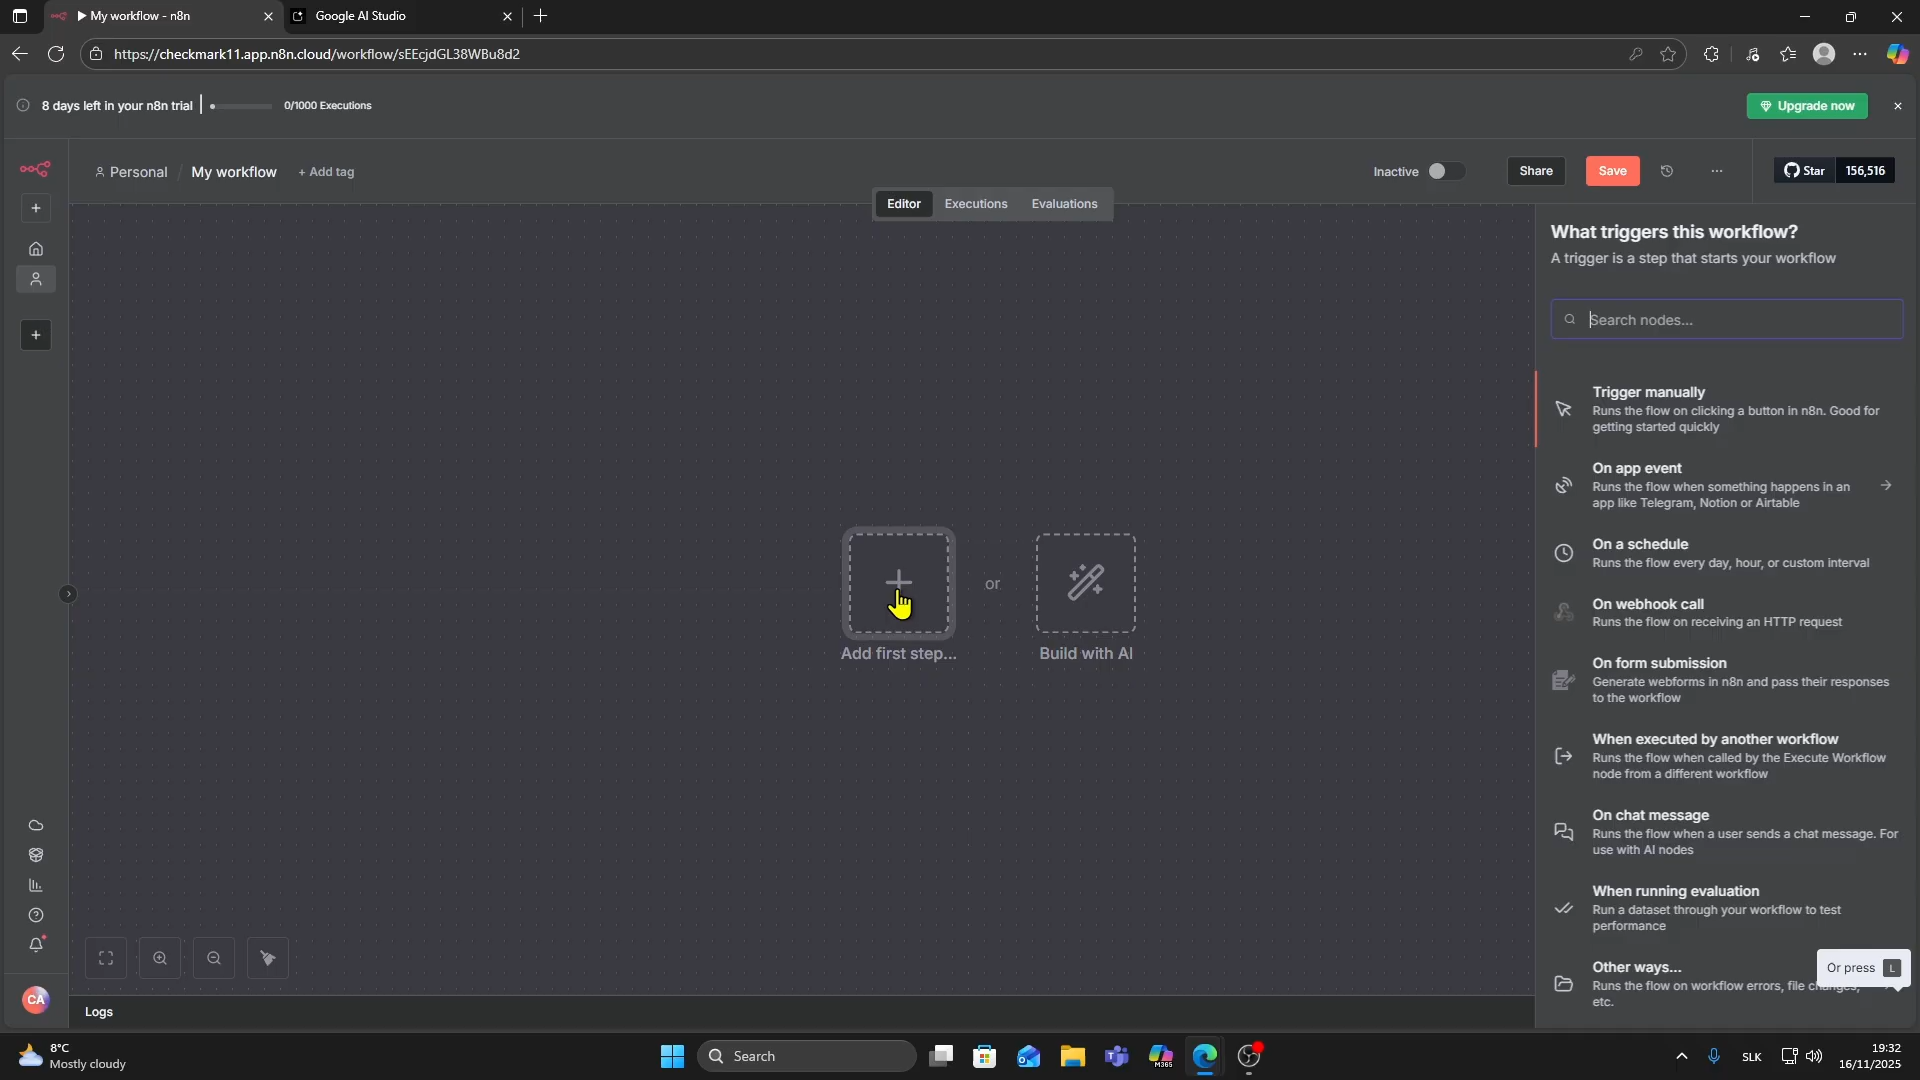 My workflow - n8n
Google AI Studio
https://checkmark11.app.n8n.cloud/workflow/sEEcjdGL38WBu8d2
8 days left in your n8n trial
0/1000 Executions
Upgrade now
Personal / My workflow + Add tag
Inactive
Share
Save
Star 156,516
Editor
Executions
Evaluations
What triggers this workflow?
A trigger is a step that starts your workflow
Search nodes...
Trigger manually
Runs the flow on clicking a button in n8n. Good for
getting started quickly
On app event
Runs the flow when something happens in an
app like Telegram, Notion or Airtable
On a schedule
Runs the flow every day, hour, or custom interval
On webhook call
Runs the flow on receiving an HTTP request
On form submission
Generate webforms in n8n and pass their responses
to the workflow
When executed by another workflow
Runs the flow when called by the Execute Workflow
node from a different workflow
On chat message
Runs the flow when a user sends a chat message. For
use with AI nodes
When running evaluation
Run a dataset through your workflow to test
performance
Other ways...
Runs the flow on workflow errors, file changes,
etc.
Or press L
Add first step...
or
Build with AI
CA
Logs
8°C
Mostly cloudy
Search
M365
SLK
19:32
16/11/2025